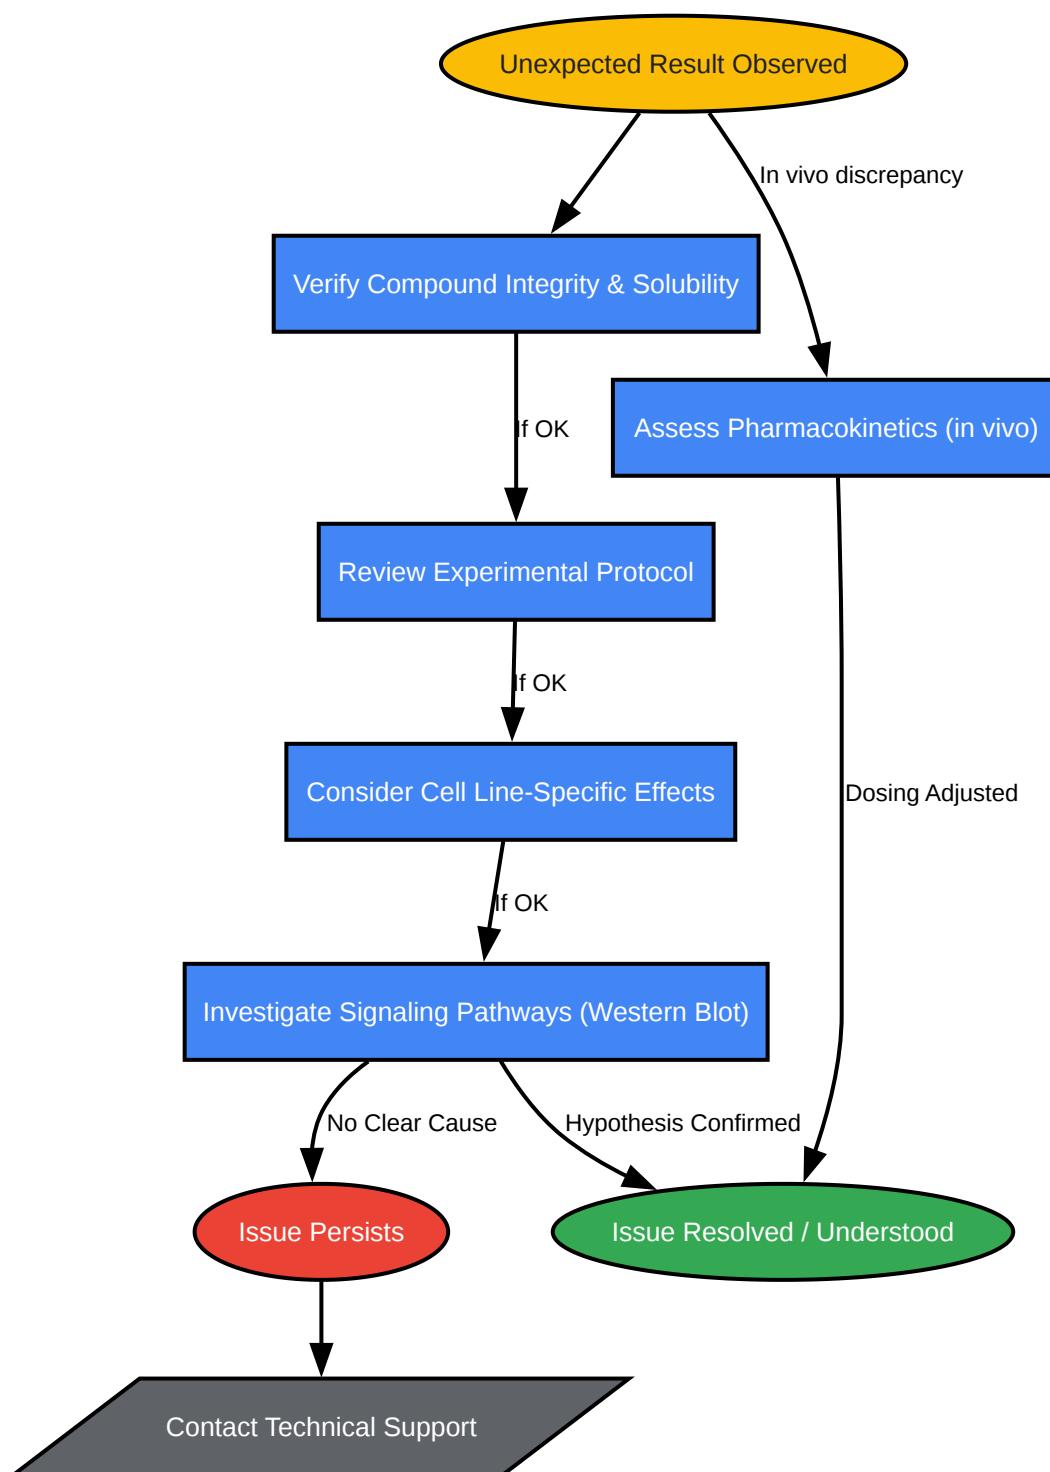 Unexpected Result Observed
In vivo discrepancy
Verify Compound Integrity & Solubility
If OK
Assess Pharmacokinetics (in vivo)
Review Experimental Protocol
If OK
Consider Cell Line-Specific Effects
Dosing Adjusted
If OK
Investigate Signaling Pathways (Western Blot)
No Clear Cause
Hypothesis Confirmed
Issue Persists
Issue Resolved / Understood
Contact Technical Support